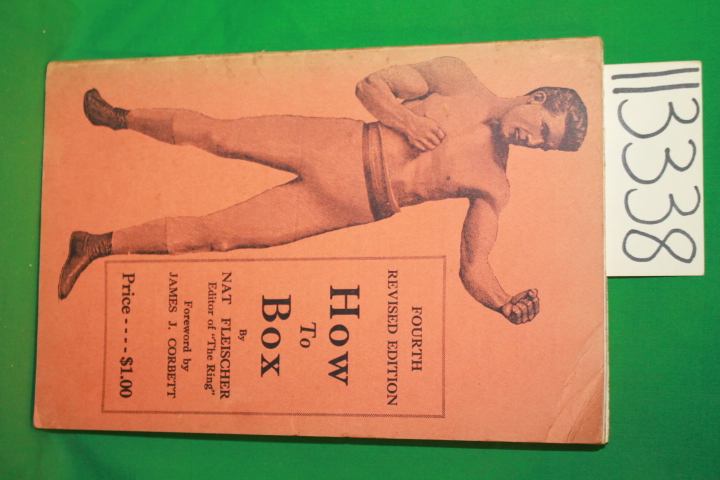 FOURTH
REVISED EDITION
How
To
Box
By
NAT FLEISCHER
Editor of "The Ring"
Foreword by
JAMES J. CORBETT
Price - - - - $1.00
113338